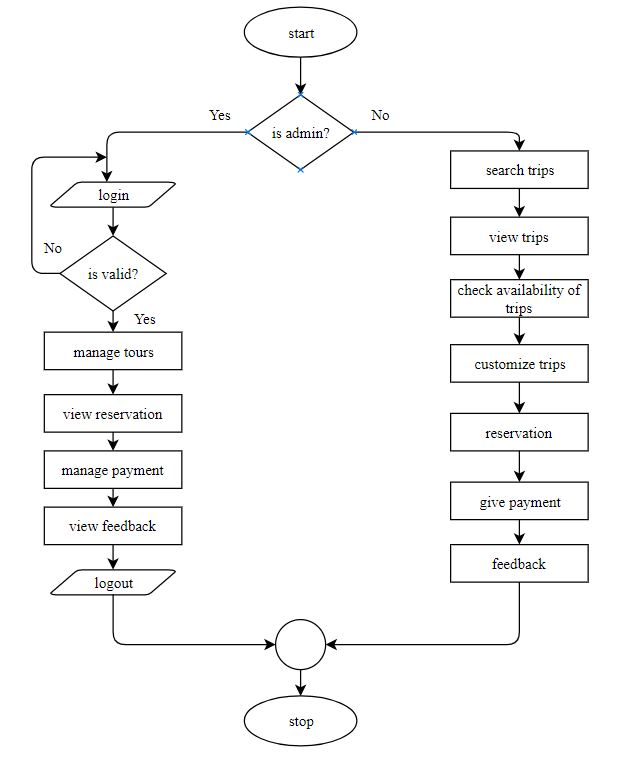 start
Yes
is admin?
No
login
No
is valid?
Yes
manage tours
view reservation
manage payment
view feedback
logout
search trips
view trips
check availability of
trips
customize trips
reservation
give payment
feedback
stop